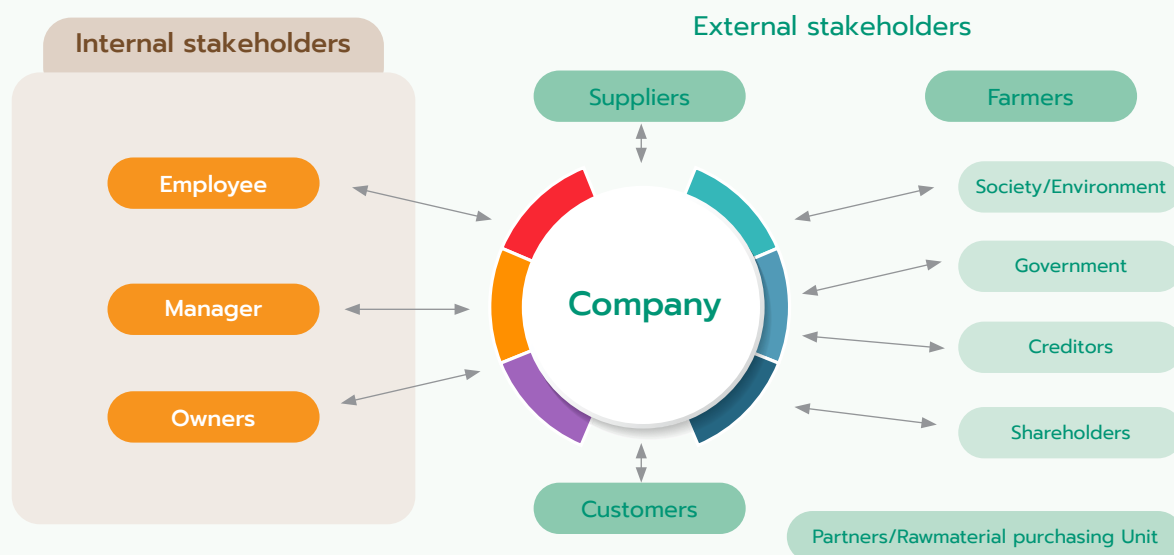 Internal stakeholders
Employee
Manager
Owners
External stakeholders
Suppliers
Company
Customers
Farmers
Society/Environment
Government
Creditors
Shareholders
Partners/Rawmaterial purchasing Unit